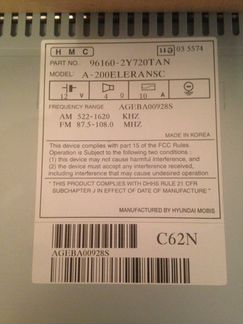 HMC 03 5574
PART NO. : 96160-2Y720TAN
MODEL : A-200ELERANSC
12 4 10
V Ω A
FREQUENCY RANGE AGEBA00928S
AM 522-1620 KHZ
FM 87.5-108.0 MHZ
MADE IN KOREA
This device complies with part 15 of the FCC Rules.
Operation is Subject to the Following Two Conditions:
(1) this device may not cause harmful Interference, and
(2) this device must accept any interference received,
including interference that may cause undesired operation.
" THIS PRODUCT COMPLIES WITH DHHS RULE 21 CFR
SUBCHAPTER J IN EFFECT OF DATE OF MANUFACTURE "
MANUFACTURED BY HYUNDAI MOBIS
C62N
AGEBA00928S